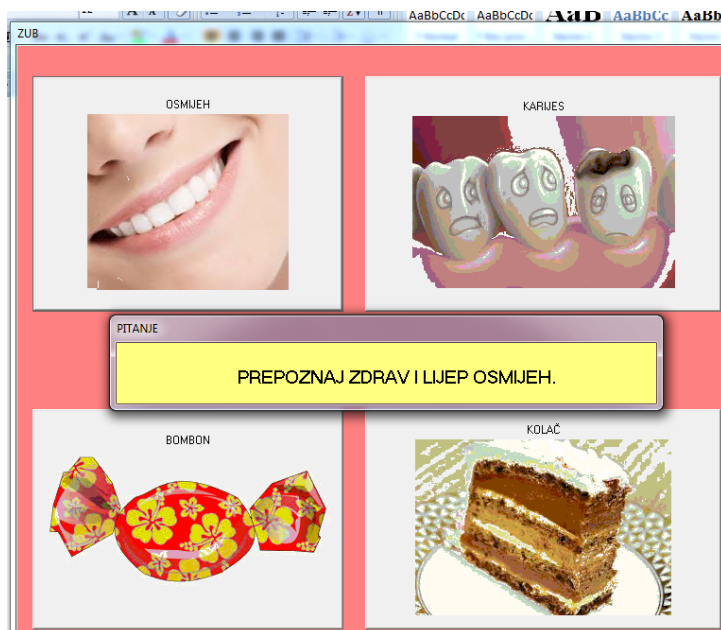 AaBbCcDc AaBbCcDc AaB AaBbCc AaBb
ZUB
OSMIJEH
KARIJES
PITANJE
PREPOZNAJ ZDRAV I LIJEP OSMIJEH.
BOMBON
KOLAČ